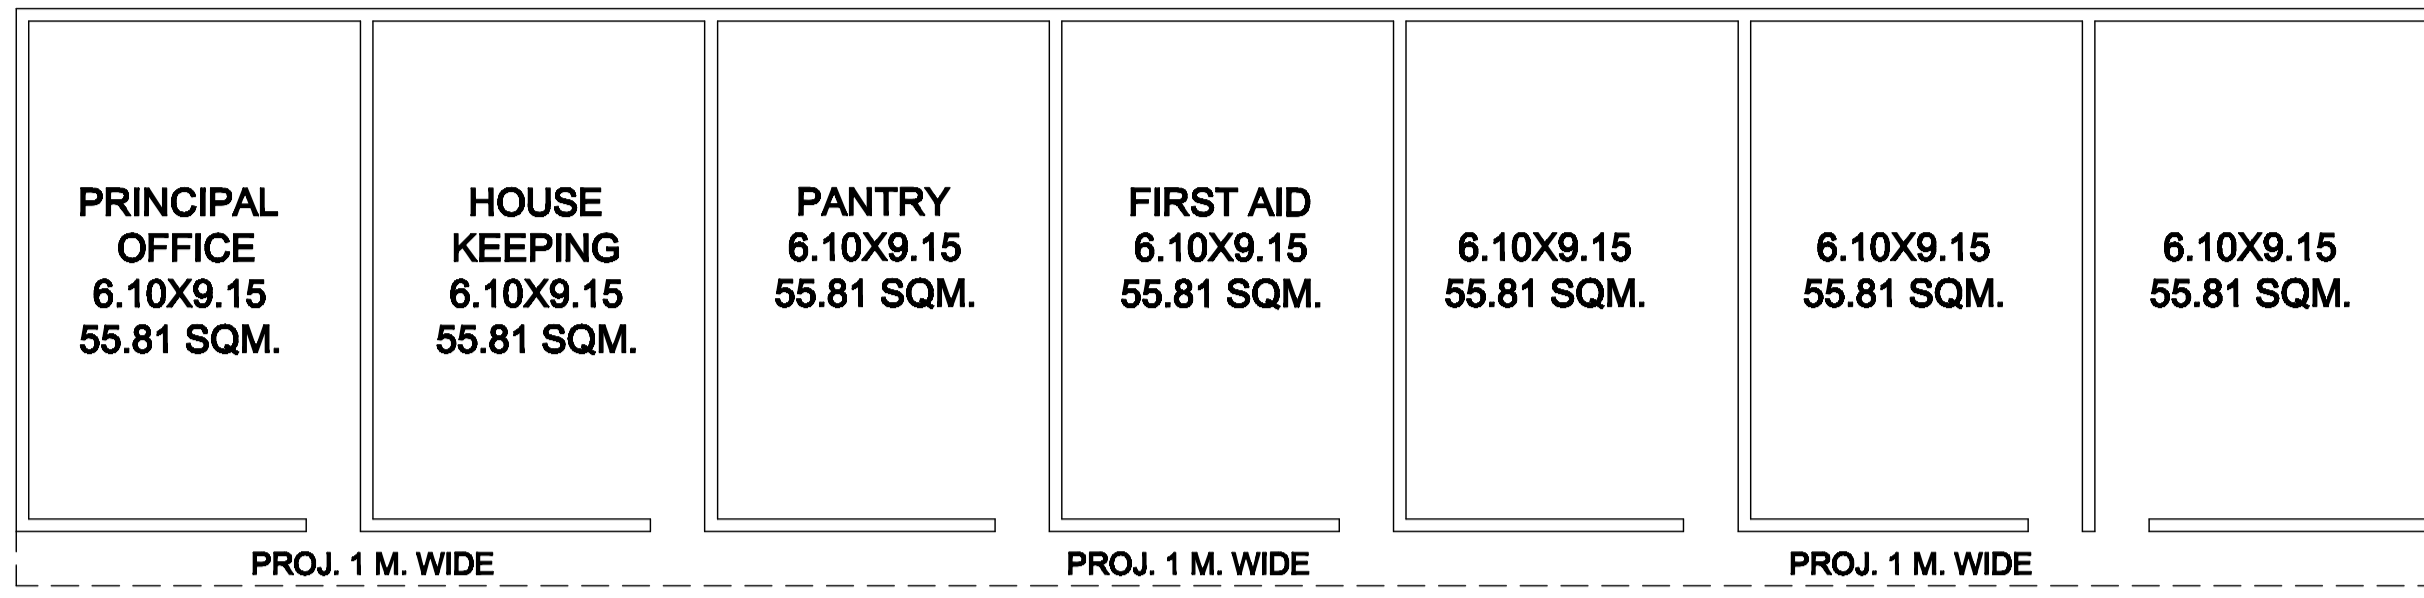 PRINCIPAL
OFFICE
6.10X9.15
55.81 SQM.
HOUSE
KEEPING
6.10X9.15
55.81 SQM.
PANTRY
6.10X9.15
55.81 SQM.
FIRST AID
6.10X9.15
55.81 SQM.
6.10X9.15
55.81 SQM.
6.10X9.15
55.81 SQM.
6.10X9.15
55.81 SQM.
PROJ. 1 M. WIDE
PROJ. 1 M. WIDE
PROJ. 1 M. WIDE